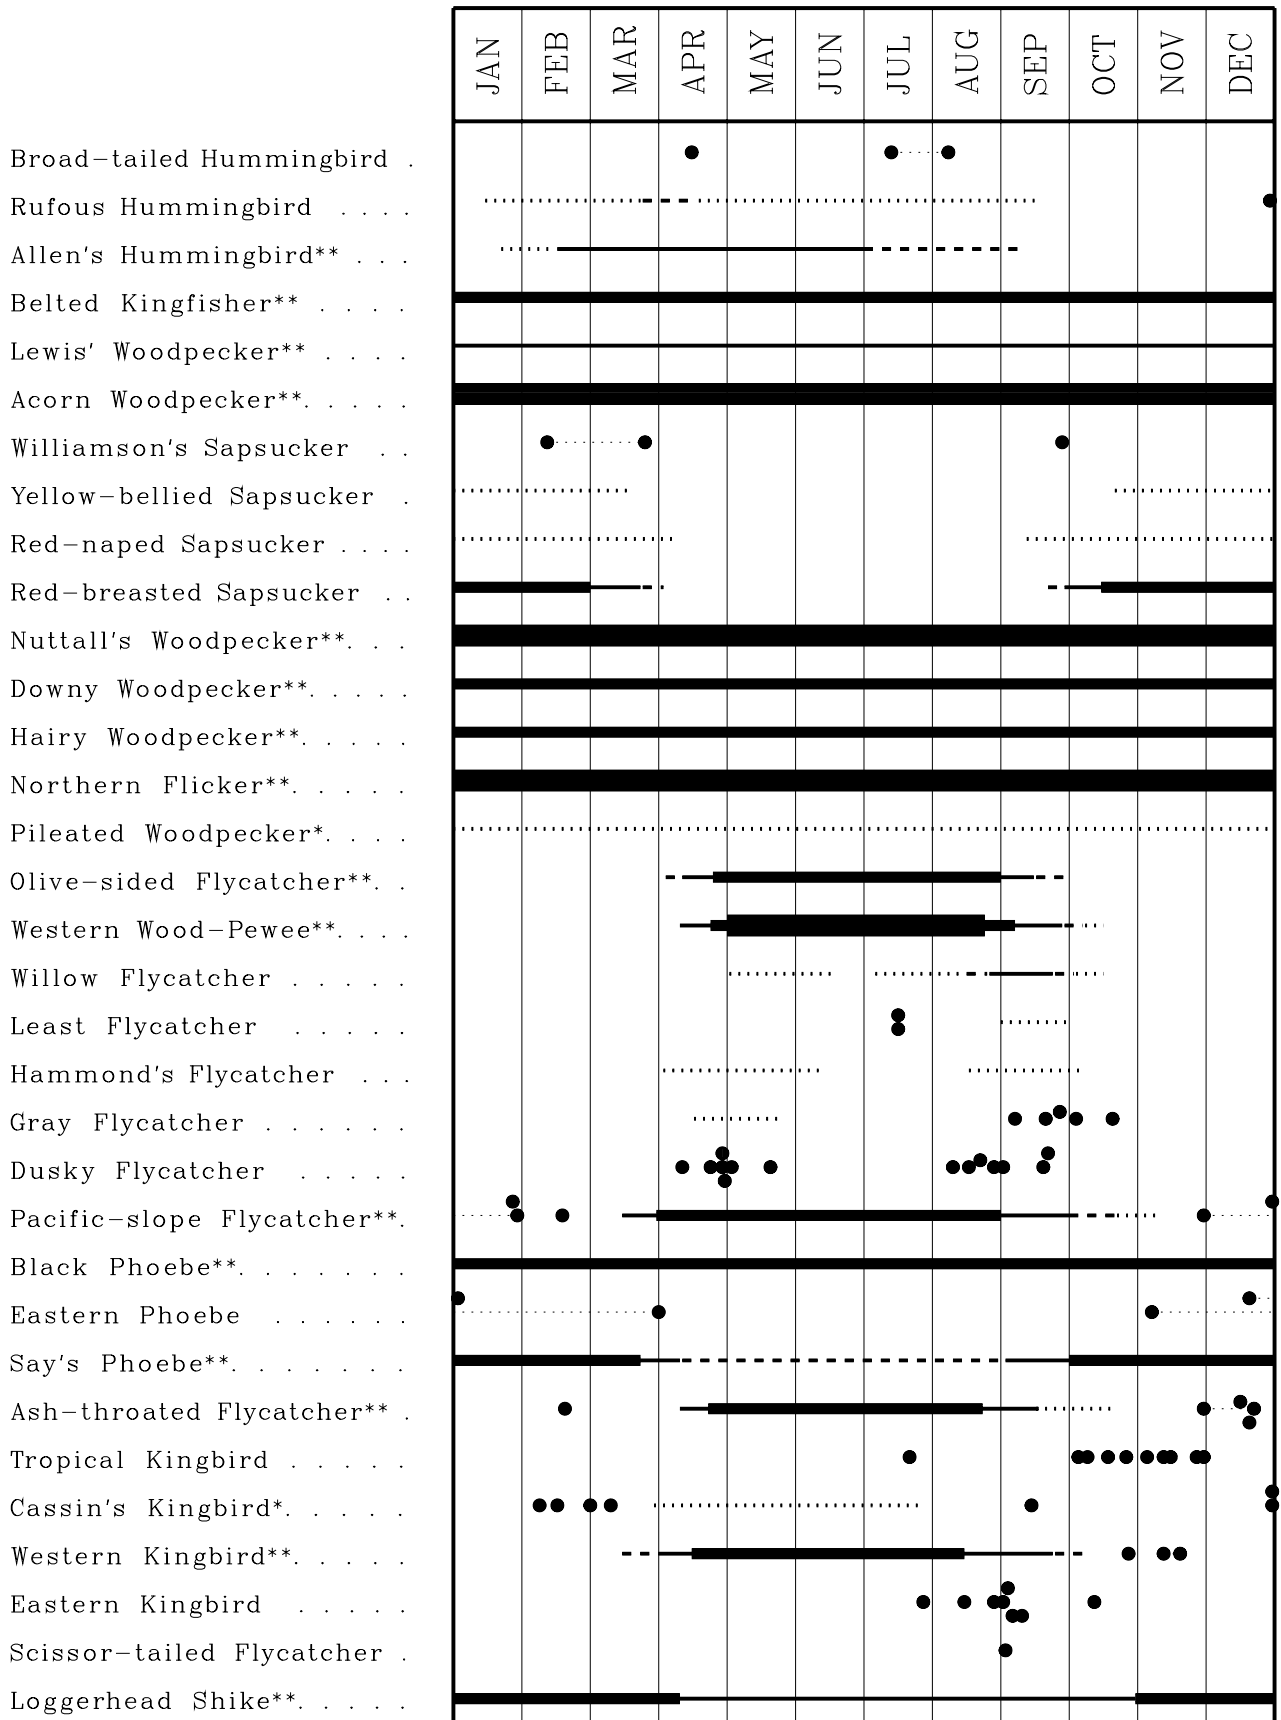 JAN FEB MAR APR MAY JUN JUL AUG SEP OCT NOV DEC
Broad-tailed Hummingbird .
Rufous Hummingbird . . . .
Allen's Hummingbird** . . .
Belted Kingfisher** . . . .
Lewis' Woodpecker** . . . .
Acorn Woodpecker**. . . . .
Williamson's Sapsucker . .
Yellow-bellied Sapsucker .
Red-naped Sapsucker . . . .
Red-breasted Sapsucker . .
Nuttall's Woodpecker**. . .
Downy Woodpecker**. . . . .
Hairy Woodpecker**. . . . .
Northern Flicker**. . . . .
Pileated Woodpecker*. . . .
Olive-sided Flycatcher**. .
Western Wood-Pewee**. . . .
Willow Flycatcher . . . . .
Least Flycatcher . . . . .
Hammond's Flycatcher . . .
Gray Flycatcher . . . . . .
Dusky Flycatcher . . . . .
Pacific-slope Flycatcher**.
Black Phoebe**. . . . . . .
Eastern Phoebe . . . . . .
Say's Phoebe**. . . . . . .
Ash-throated Flycatcher** .
Tropical Kingbird . . . . .
Cassin's Kingbird*. . . . .
Western Kingbird**. . . . .
Eastern Kingbird . . . . .
Scissor-tailed Flycatcher .
Loggerhead Shike**. . . . .